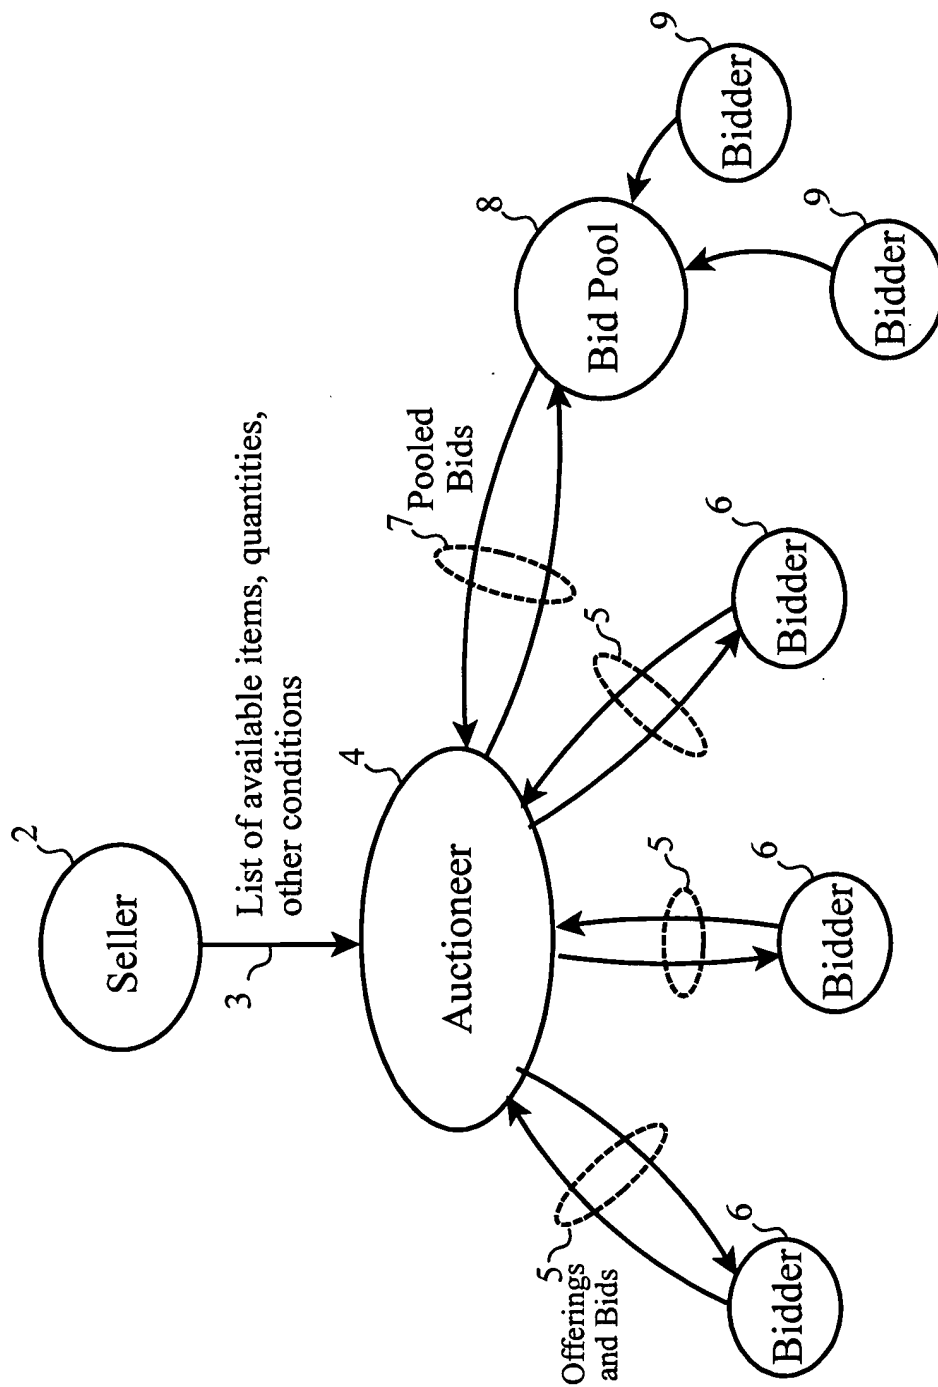 2
Seller
3
List of available items, quantities,
other conditions
4
Auctioneer
7
Pooled
Bids
8
Bid Pool
9
Bidder
9
Bidder
5
Offerings
and Bids
5
5
6
Bidder
6
Bidder
6
Bidder